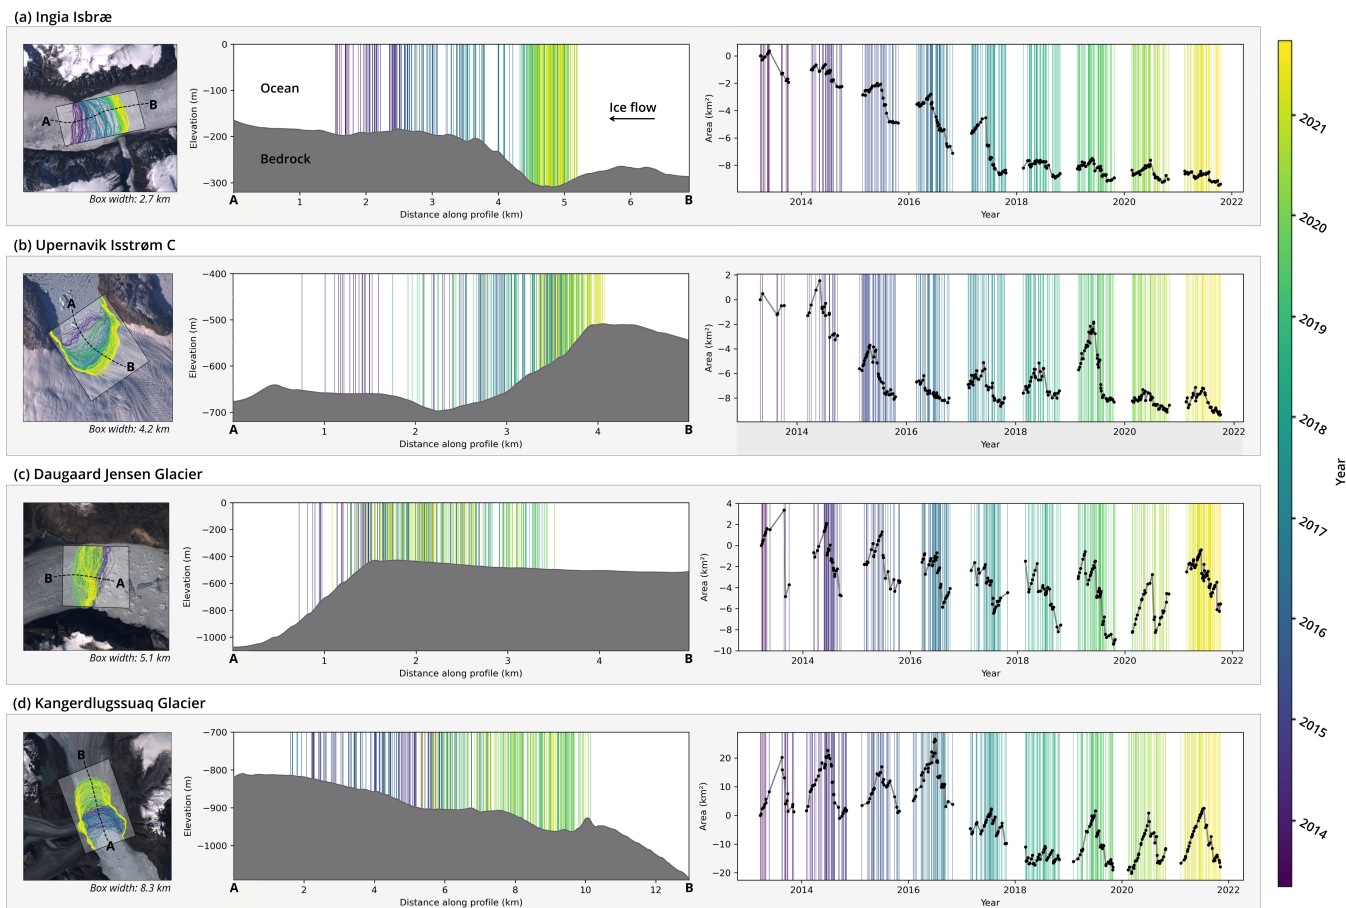 (a) Ingia Isbræ
A
B
Box width: 2.7 km
Elevation (m)
0
−100
−200
−300
Ocean
Bedrock
Ice flow
A
1
2
3
4
5
6
B
Distance along profile (km)
Area (km²)
0
−2
−4
−6
−8
2014
2016
2018
2020
2022
Year
(b) Upernavik Isstrøm C
A
B
Box width: 4.2 km
Elevation (m)
−400
−500
−600
−700
A
1
2
3
4
B
Distance along profile (km)
Area (km²)
2
0
−2
−4
−6
−8
2014
2016
2018
2020
2022
Year
(c) Daugaard Jensen Glacier
B
A
Box width: 5.1 km
Elevation (m)
0
−200
−400
−600
−800
−1000
A
1
2
3
4
B
Distance along profile (km)
Area (km²)
4
2
0
−2
−4
−6
−8
−10
2014
2016
2018
2020
2022
Year
(d) Kangerdlugssuaq Glacier
B
A
Box width: 8.3 km
Elevation (m)
−700
−800
−900
−1000
A
2
4
6
8
10
12
B
Distance along profile (km)
Area (km²)
20
10
0
−10
−20
2014
2016
2018
2020
2022
Year
2021
2020
2019
2018
2017
2016
2015
2014
Year